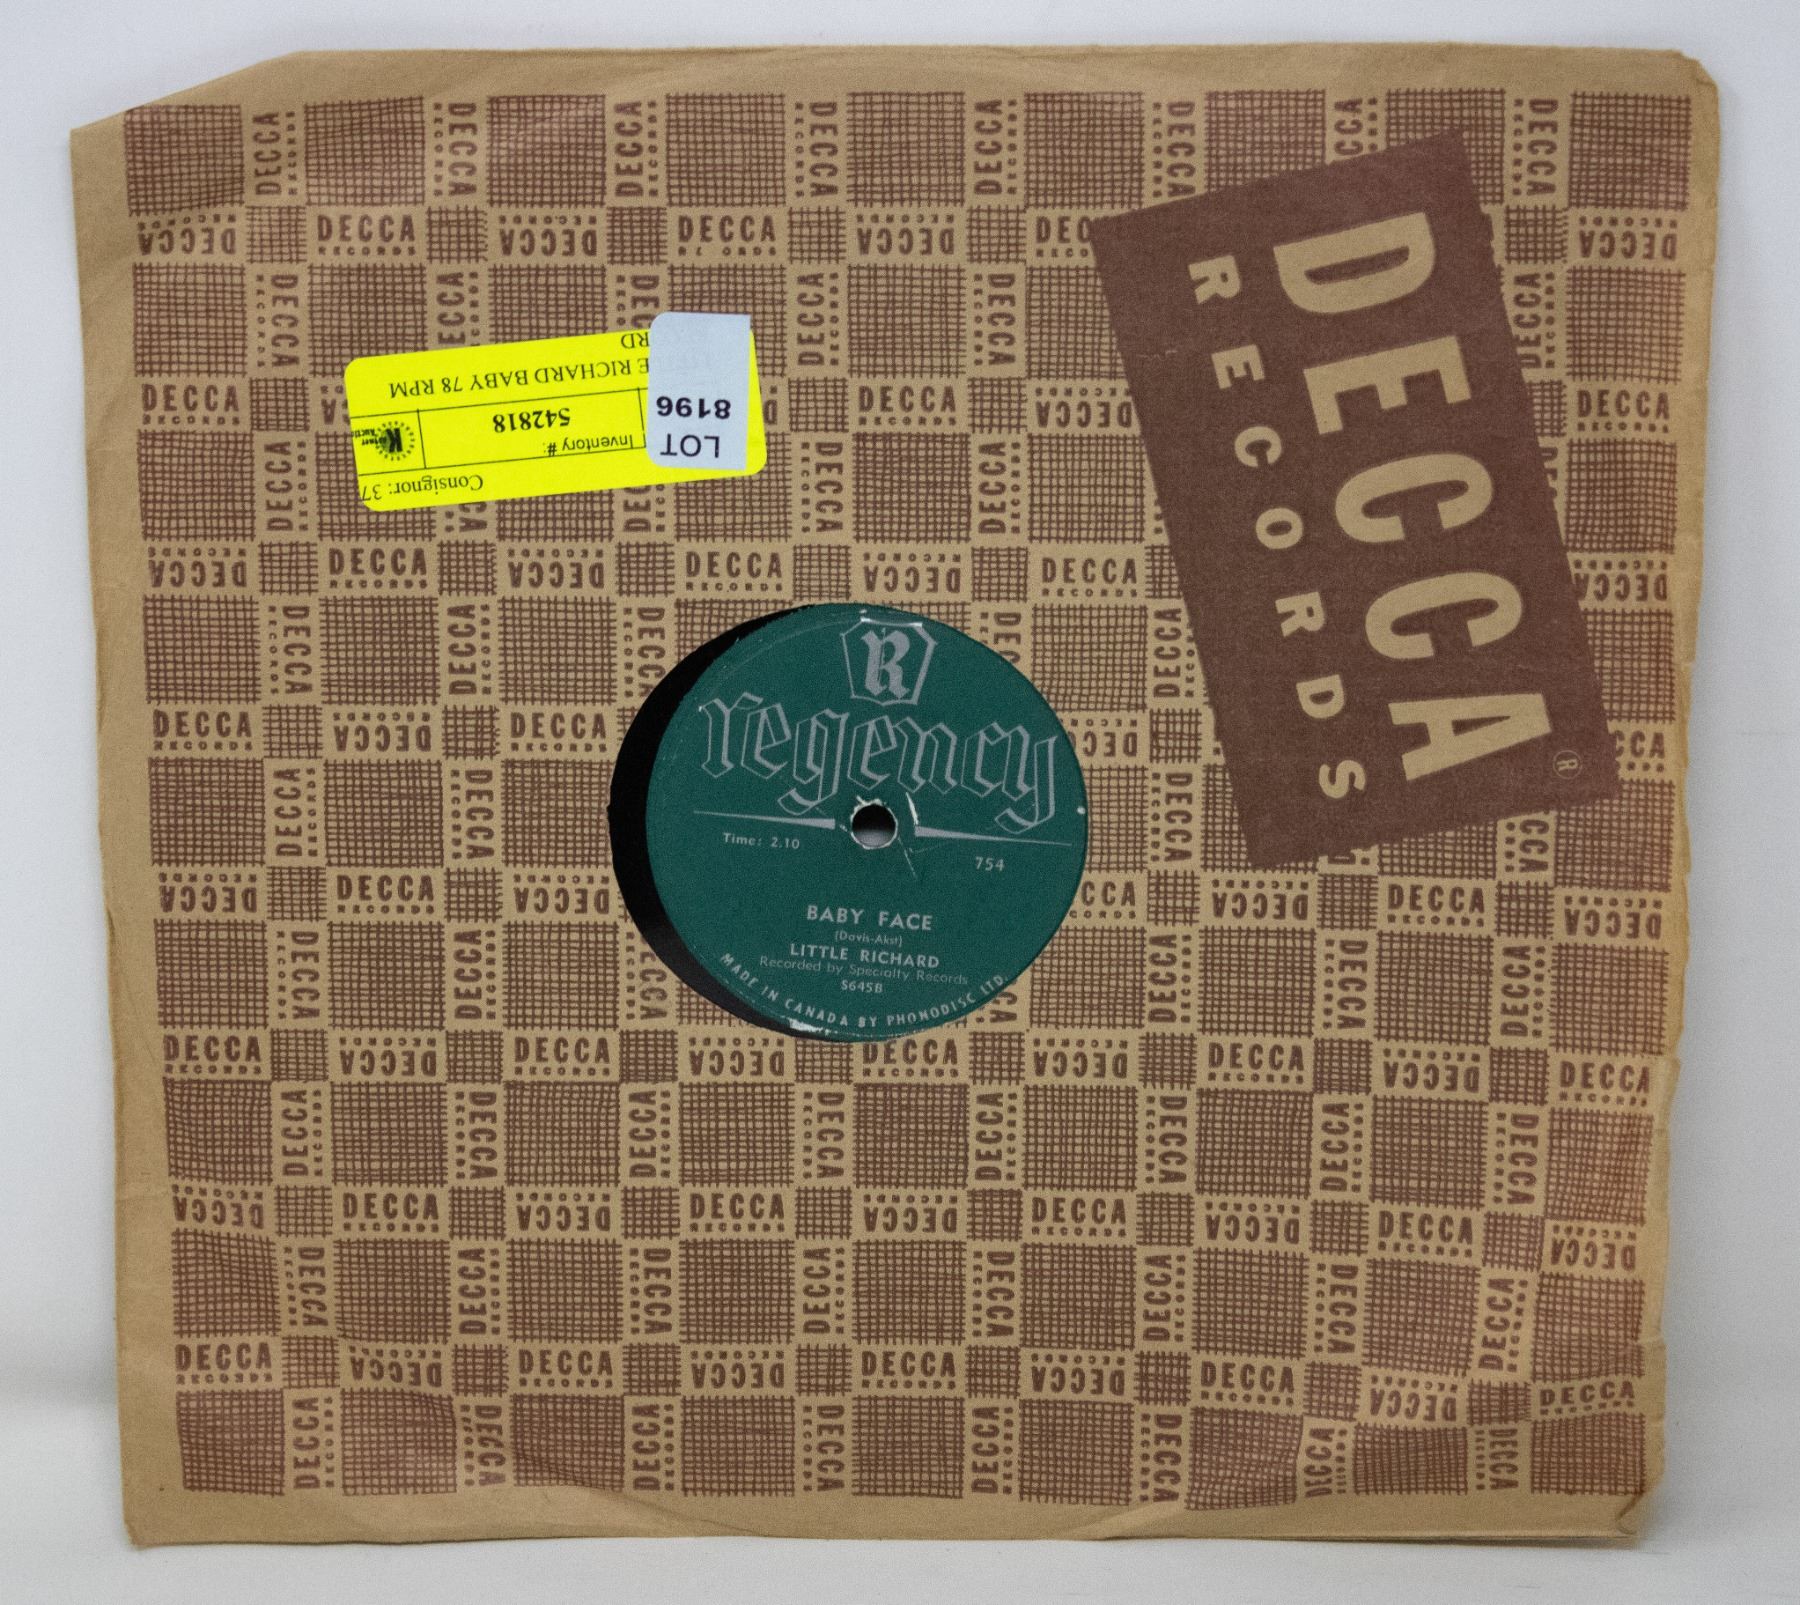 DECCA
RECORDS
®
LOT
8196
Consignor: 37
Inventory #:
542818
K
E RICHARD BABY 78 RPM
RD
R
regency
Time: 2.10
754
BABY FACE
(Davis-Akst)
LITTLE RICHARD
Recorded by Specialty Records
S645B
MADE IN CANADA BY PHONODISC LTD.
DECCA
RECORDS